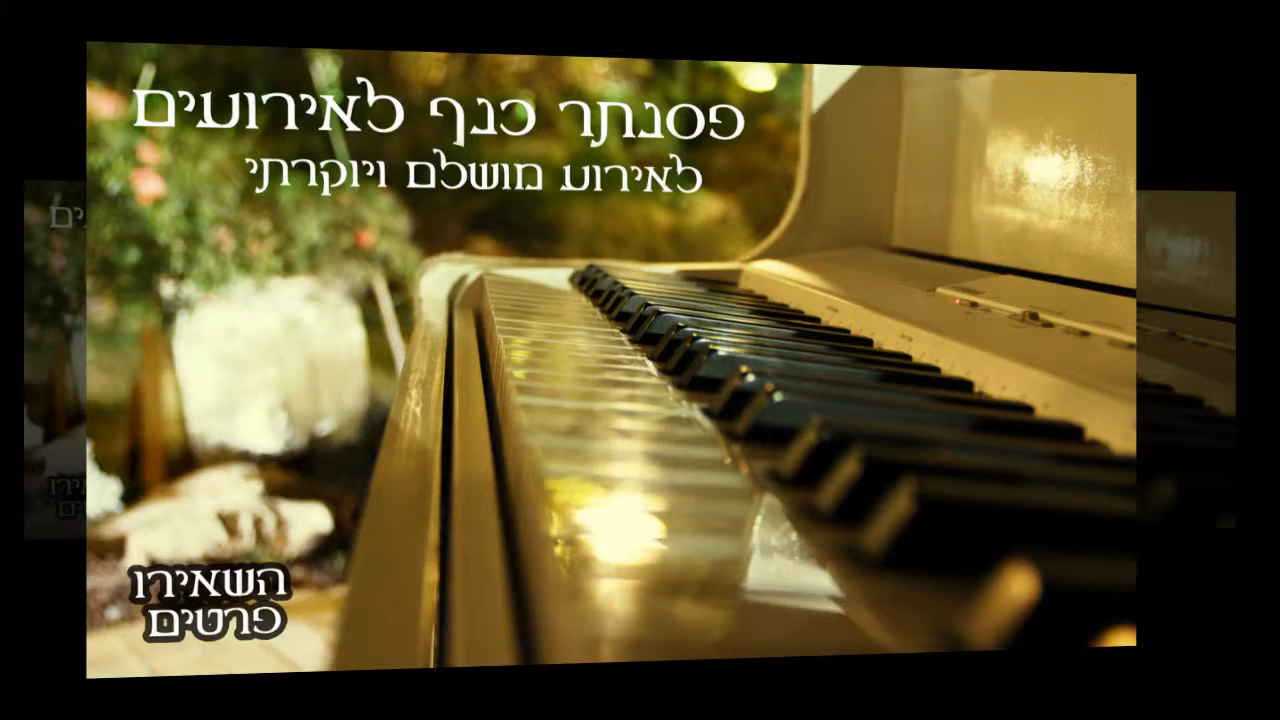 פסנתר כנף לאירועים
לאירוע מושלם ויוקרתי
השאירו
פרטים